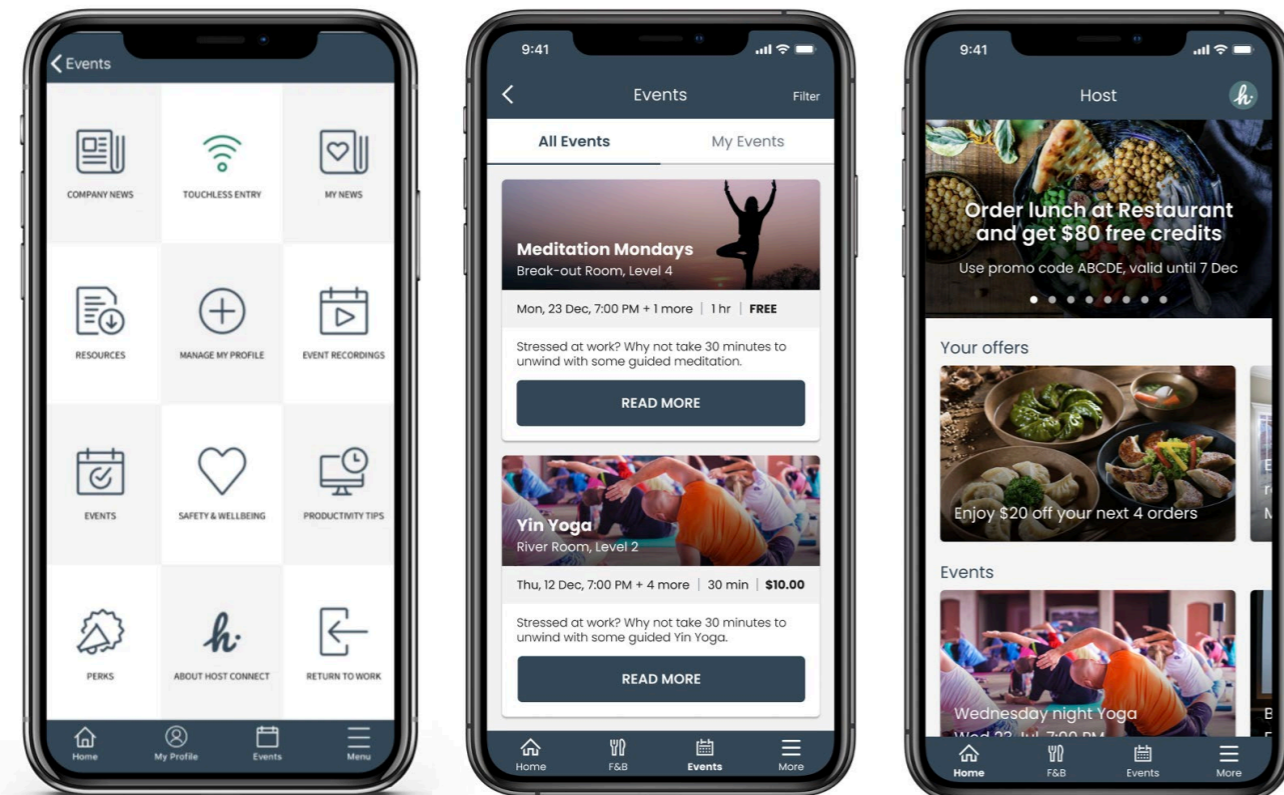 Events
COMPANY NEWS
TOUCHLESS ENTRY
MY NEWS
RESOURCES
MANAGE MY PROFILE
EVENT RECORDINGS
EVENTS
SAFETY & WELLBEING
PRODUCTIVITY TIPS
PERKS
h.
ABOUT HOST CONNECT
RETURN TO WORK
Home
My Profile
Events
Menu
9:41
Events
Filter
All Events
My Events
Meditation Mondays
Break-out Room, Level 4
Mon, 23 Dec, 7:00 PM + 1 more | 1 hr | FREE
Stressed at work? Why not take 30 minutes to
unwind with some guided meditation.
READ MORE
Yin Yoga
River Room, Level 2
Thu, 12 Dec, 7:00 PM + 4 more | 30 min | $10.00
Stressed at work? Why not take 30 minutes to
unwind with some guided Yin Yoga.
READ MORE
Home
F&B
Events
More
9:41
Host
h.
Order lunch at Restaurant
and get $80 free credits
Use promo code ABCDE, valid until 7 Dec
Your offers
Enjoy $20 off your next 4 orders
Events
Wednesday night Yoga
Wed 23 Jul, 7:00 PM
Home
F&B
Events
More